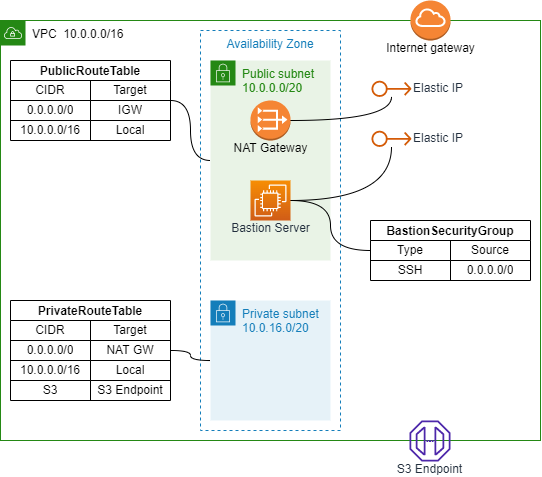 VPC 10.0.0.0/16
Internet gateway
Availability Zone
PublicRouteTable
CIDR Target
0.0.0.0/0 IGW
10.0.0.0/16 Local
Public subnet
10.0.0.0/20
NAT Gateway
Elastic IP
Elastic IP
Bastion Server
BastionSecurityGroup
Type Source
SSH 0.0.0.0/0
PrivateRouteTable
CIDR Target
0.0.0.0/0 NAT GW
10.0.0.0/16 Local
S3 S3 Endpoint
Private subnet
10.0.16.0/20
S3 Endpoint